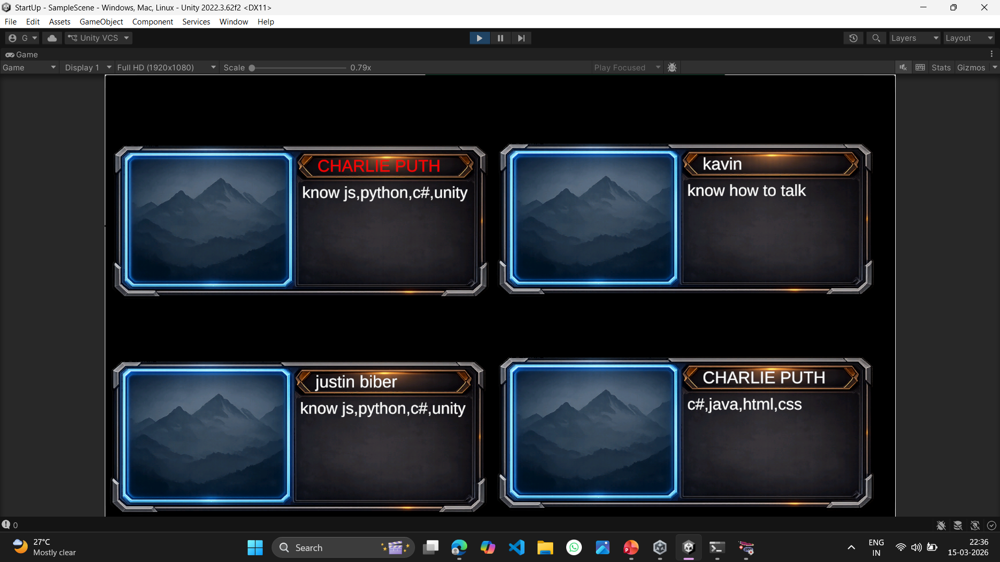 StartUp - SampleScene - Windows, Mac, Linux - Unity 2022.3.62f2 <DX11>
File Edit Assets GameObject Component Services Window Help
G Unity VCS Layers Layout
Game
Game Display 1 Full HD (1920x1080) Scale 0.79x Play Focused Stats Gizmos
CHARLIE PUTH
know js,python,c#,unity
kavin
know how to talk
justin biber
know js,python,c#,unity
CHARLIE PUTH
c#,java,html,css
0
27°C
Mostly clear
Search
ENG
IN
22:36
15-03-2026